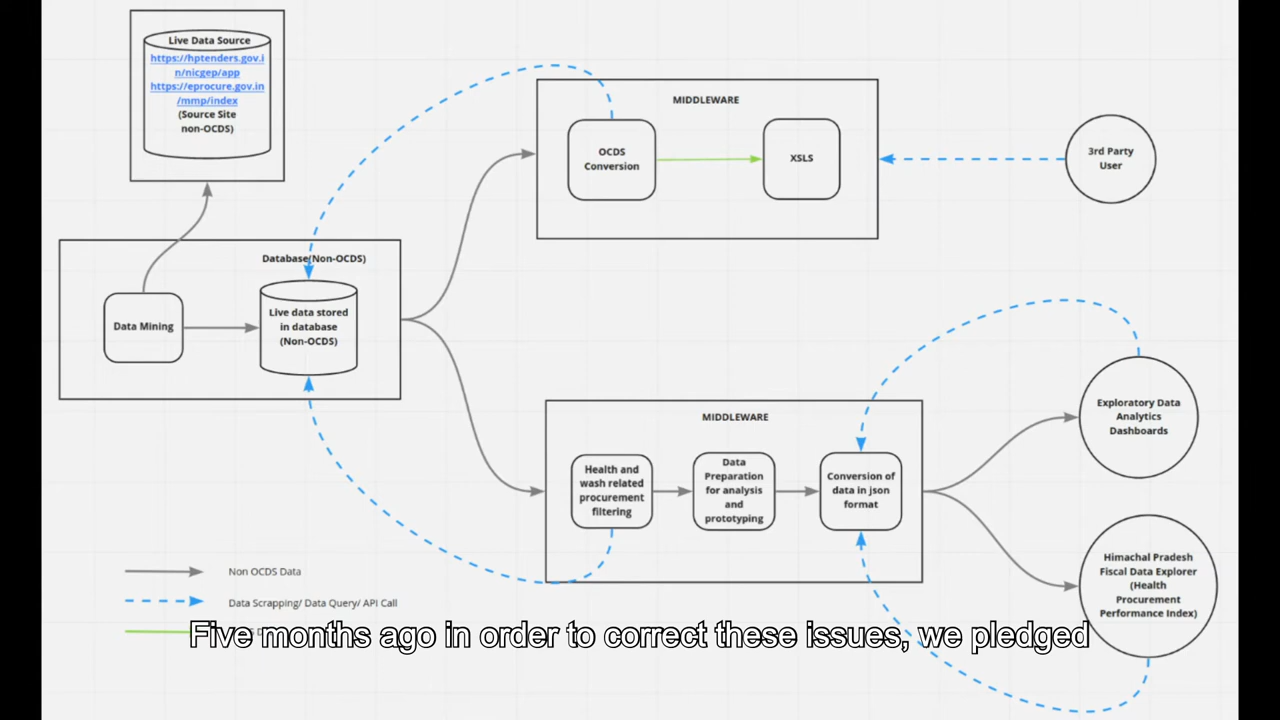 Live Data Source
https://hptenders.gov.i
n/nicgep/app
https://eprocure.gov.in
/mmp/index
(Source Site
non-OCDS)
MIDDLEWARE
OCDS
Conversion
XSLS
3rd Party
User
Database(Non-OCDS)
Data Mining
Live data stored
in database
(Non-OCDS)
MIDDLEWARE
Health and
wash related
procurement
filtering
Data
Preparation
for analysis
and
prototyping
Conversion of
data in json
format
Exploratory Data
Analytics
Dashboards
Himachal Pradesh
Fiscal Data Explorer
(Health
Procurement
Performance Index)
Non OCDS Data
Data Scrapping/ Data Query/ API Call
Five months ago in order to correct these issues, we pledged